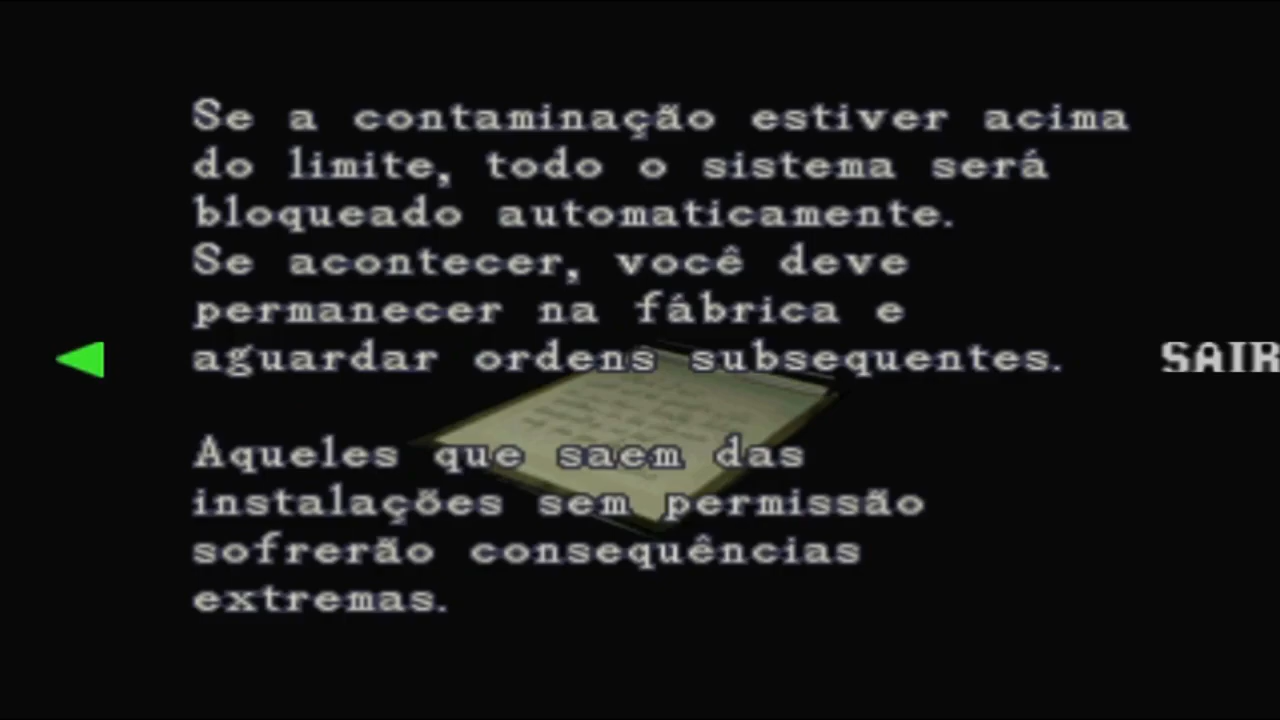 Se a contaminação estiver acima
do limite, todo o sistema será
bloqueado automaticamente.
Se acontecer, você deve
permanecer na fábrica e
aguardar ordens subsequentes.
SAIR
Aqueles que saem das
instalações sem permissão
sofrerão consequências
extremas.